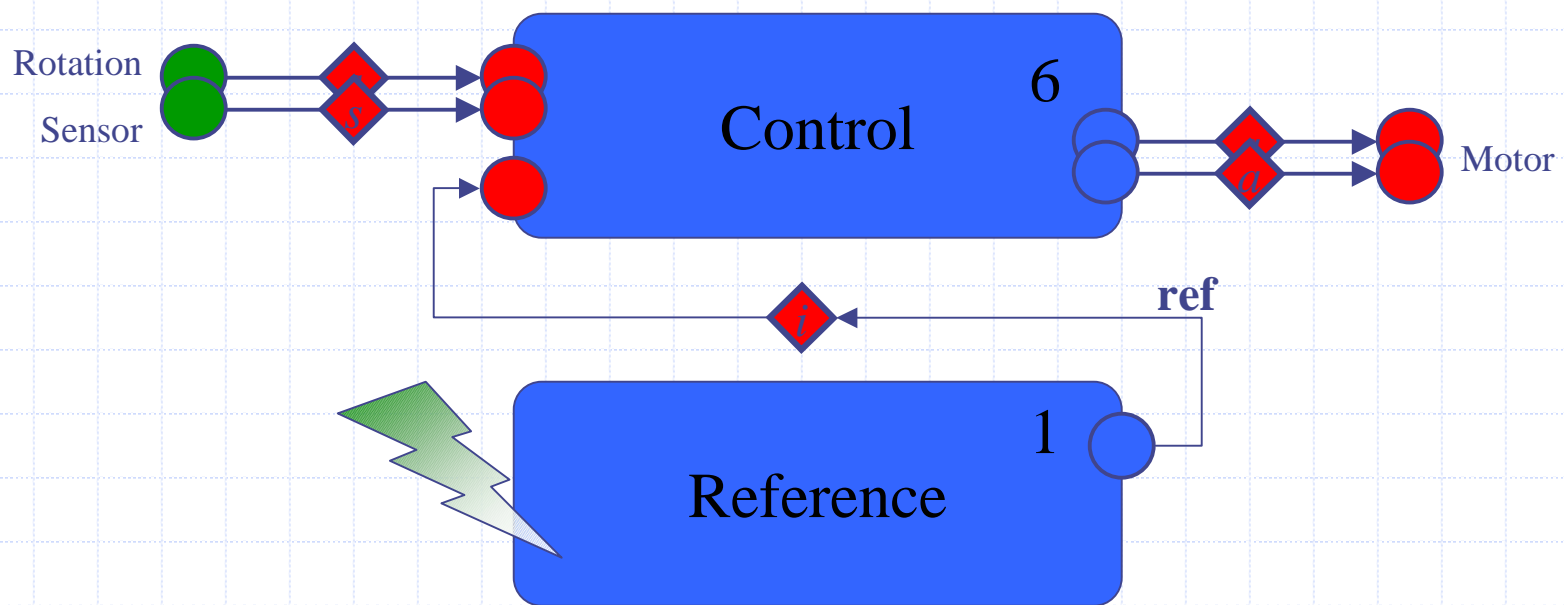 Rotation
Sensor
s
Control
6
a
Motor
ref
i
Reference
1